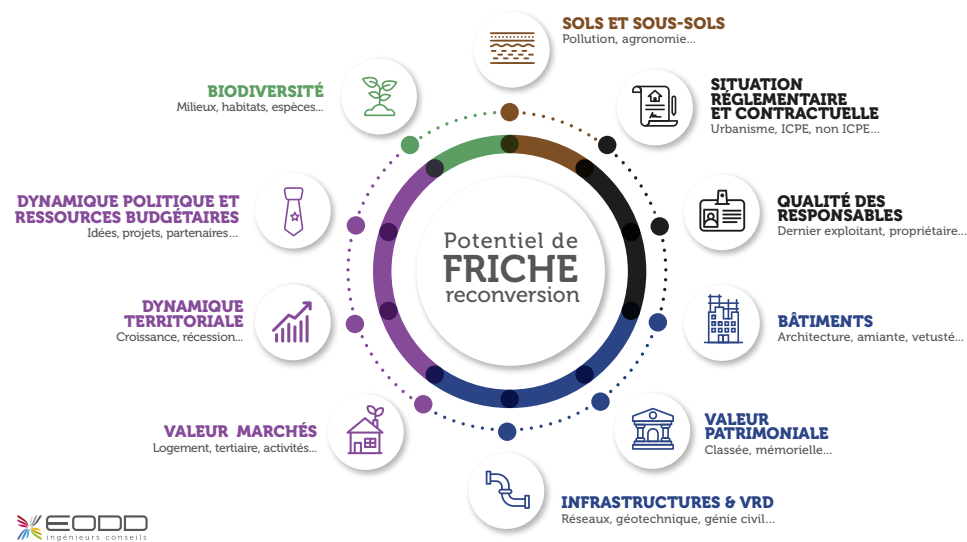 SOLS ET SOUS-SOLS
Pollution, agronomie...
SITUATION
RÉGLEMENTAIRE
ET CONTRACTUELLE
Urbanisme, ICPE, non ICPE...
QUALITÉ DES
RESPONSABLES
Dernier exploitant, propriétaire...
BÂTIMENTS
Architecture, amiante, vetusté...
VALEUR
PATRIMONIALE
Classée, mémorielle...
INFRASTRUCTURES & VRD
Réseaux, géotechnique, génie civil...
VALEUR MARCHÉS
Logement, tertiaire, activités...
DYNAMIQUE
TERRITORIALE
Croissance, récession...
DYNAMIQUE POLITIQUE ET
RESSOURCES BUDGÉTAIRES
Idées, projets, partenaires...
BIODIVERSITÉ
Milieux, habitats, espèces...
Potentiel de
FRICHE
reconversion
EODD
ingénieurs conseils